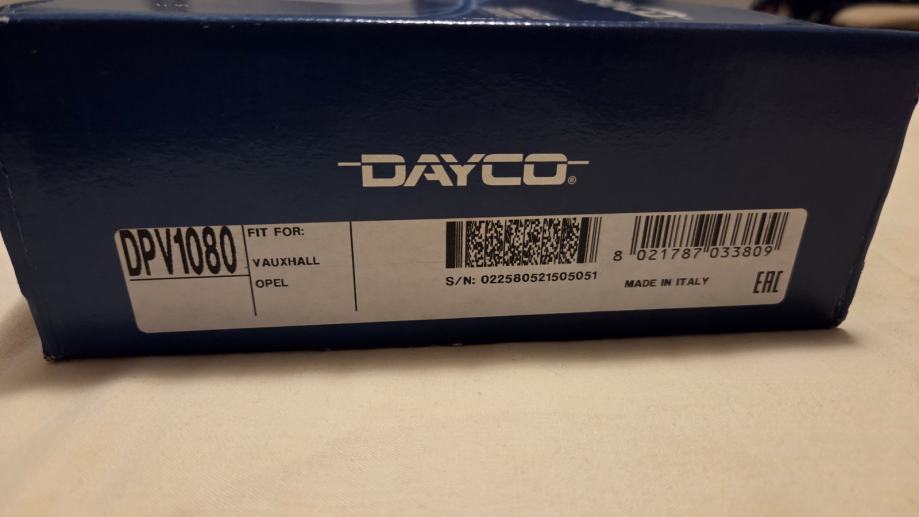 DAYCO®
DPV1080
FIT FOR:
VAUXHALL
OPEL
S/N: 022580521505051
8 021787 033809
MADE IN ITALY
EAC